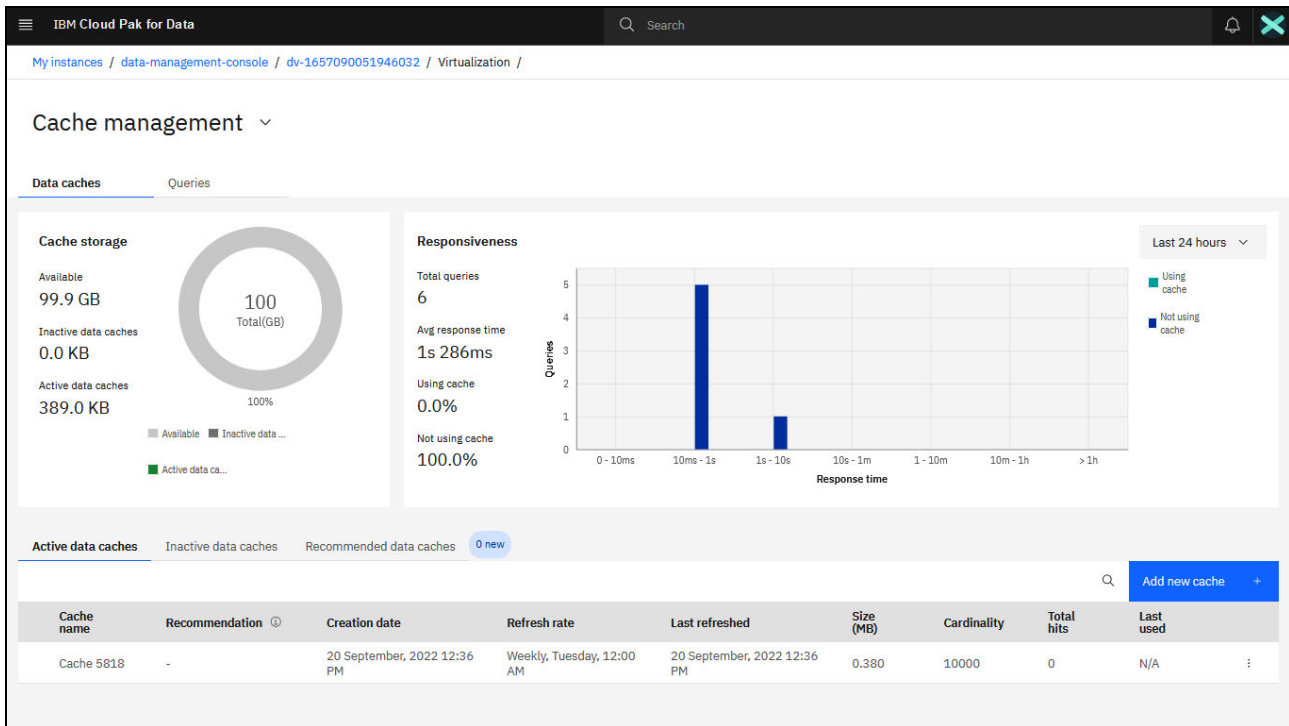 IBM Cloud Pak for Data
Search
My instances / data-management-console / dv-1657090051946032 / Virtualization /
Cache management
Data caches
Queries
Cache storage
Available
99.9 GB
Inactive data caches
0.0 KB
Active data caches
389.0 KB
100
Total(GB)
100%
Available
Inactive data ...
Active data ca...
Responsiveness
Last 24 hours
Total queries
6
Avg response time
1s 286ms
Using cache
0.0%
Not using cache
100.0%
Queries
5
4
3
2
1
0
0 - 10ms
10ms - 1s
1s - 10s
10s - 1m
1 - 10m
10m - 1h
> 1h
Response time
Using
cache
Not using
cache
Active data caches
Inactive data caches
Recommended data caches
0 new
Add new cache +
Cache
name
Recommendation
Creation date
Refresh rate
Last refreshed
Size
(MB)
Cardinality
Total
hits
Last
used
Cache 5818
-
20 September, 2022 12:36
PM
Weekly, Tuesday, 12:00
AM
20 September, 2022 12:36
PM
0.380
10000
0
N/A